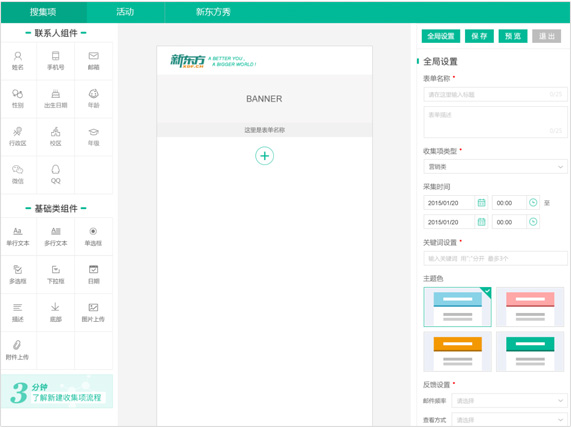 搜集项 活动 新东方秀
联系人组件
姓名 手机号 邮箱
性别 出生日期 年龄
行政区 校区 年级
微信 QQ
基础类组件
Aa A
单行文本 多行文本 单选框
多选框 下拉框 日期
描述 底部 图片上传
附件上传
3 分钟
了解新建收集项流程
新东方
XDF.CN
A BETTER YOU ,
A BIGGER WORLD !
BANNER
这里是表单名称
全局设置 保 存 预 览 退 出
全局设置
表单名称 *
请在这里输入标题
表单描述
收集项类型 *
营销类
采集时间
2015/01/20 00:00 至
2015/01/20 00:00
关键词设置 *
输入关键词 用","分开 最多3个
主题色
反馈设置 *
邮件频率 请选择
查看方式 请选择